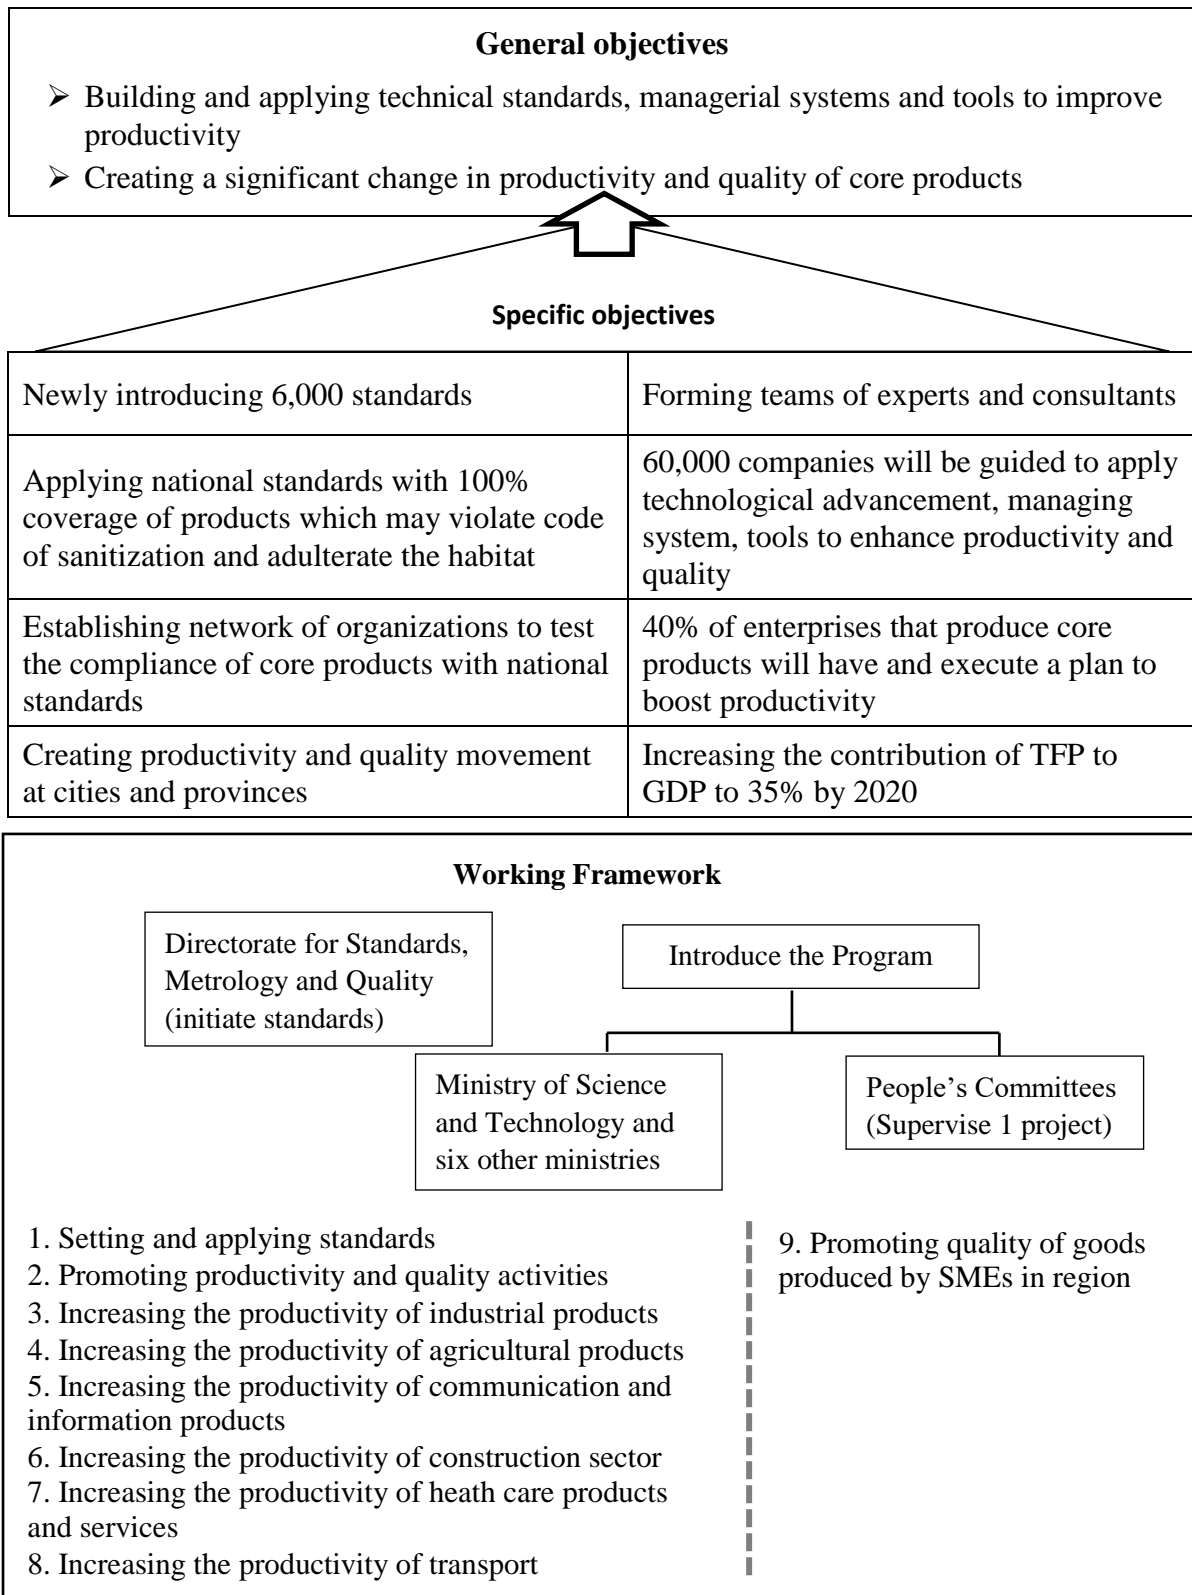 General objectives
➢ Building and applying technical standards, managerial systems and tools to improve
productivity
➢ Creating a significant change in productivity and quality of core products
Specific objectives
Newly introducing 6,000 standards
Forming teams of experts and consultants
Applying national standards with 100%
coverage of products which may violate code
of sanitization and adulterate the habitat
60,000 companies will be guided to apply
technological advancement, managing
system, tools to enhance productivity and
quality
Establishing network of organizations to test
the compliance of core products with national
standards
40% of enterprises that produce core
products will have and execute a plan to
boost productivity
Creating productivity and quality movement
at cities and provinces
Increasing the contribution of TFP to
GDP to 35% by 2020
Working Framework
Directorate for Standards,
Metrology and Quality
(initiate standards)
Introduce the Program
Ministry of Science
and Technology and
six other ministries
People’s Committees
(Supervise 1 project)
1. Setting and applying standards
2. Promoting productivity and quality activities
3. Increasing the productivity of industrial products
4. Increasing the productivity of agricultural products
5. Increasing the productivity of communication and
information products
6. Increasing the productivity of construction sector
7. Increasing the productivity of heath care products
and services
8. Increasing the productivity of transport
9. Promoting quality of goods
produced by SMEs in region